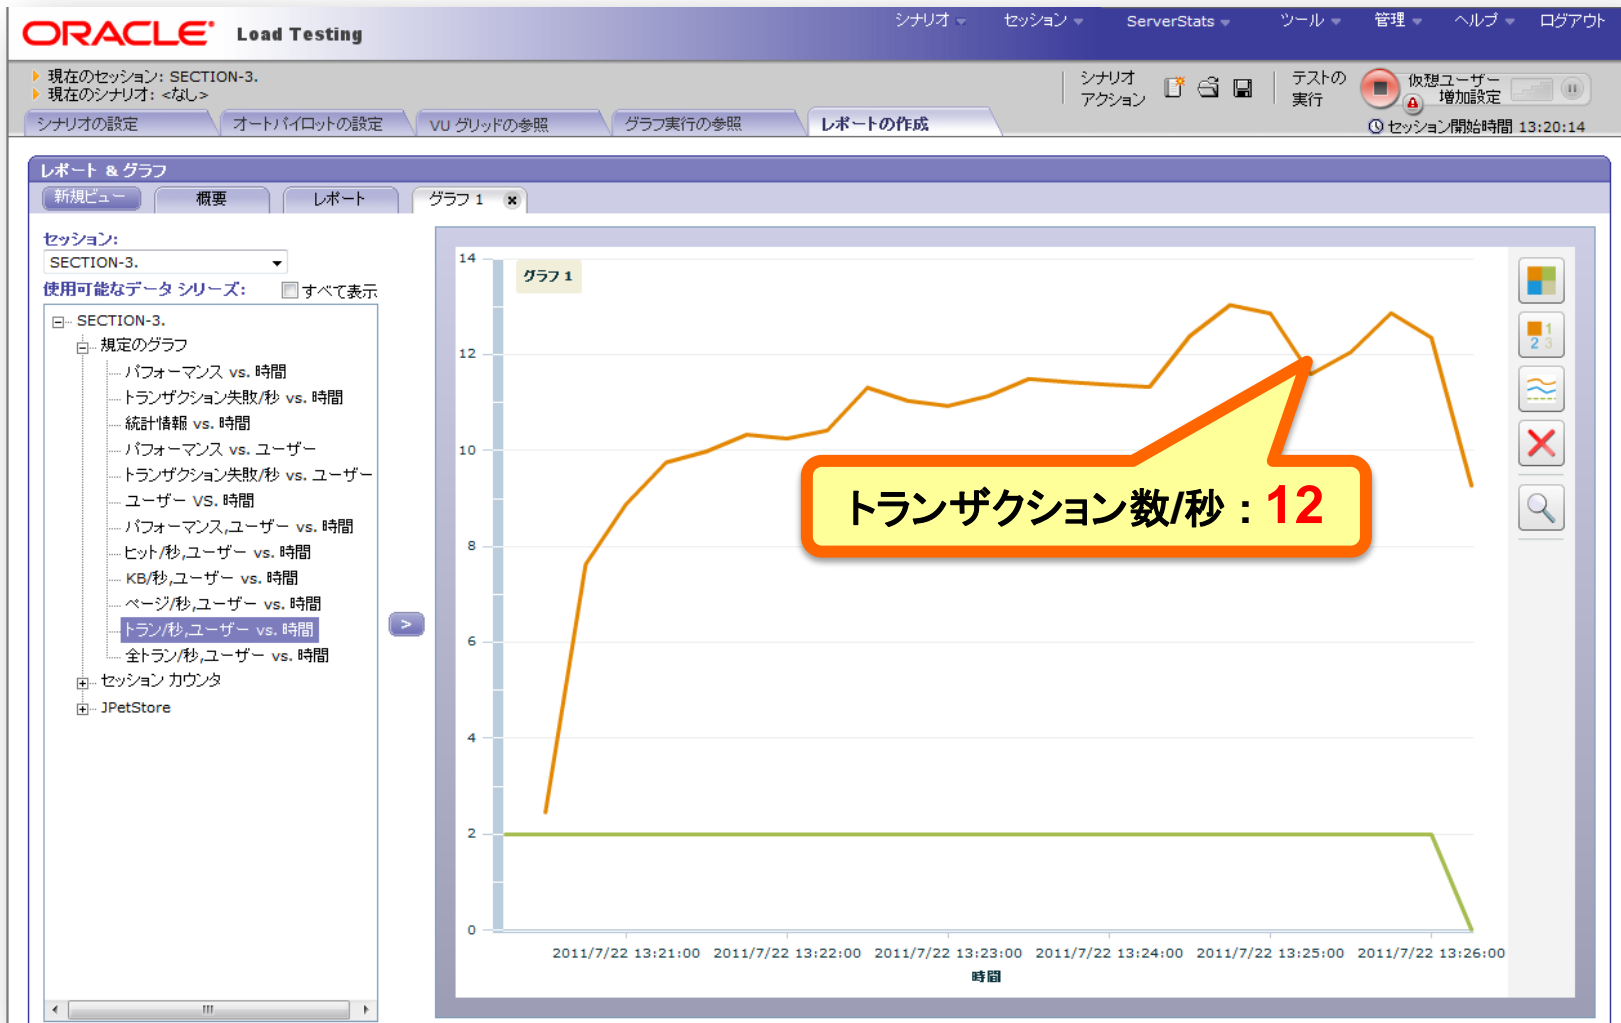 ORACLE Load Testing
シナリオ セッション ServerStats ツール 管理 ヘルプ ログアウト
現在のセッション: SECTION-3.
現在のシナリオ: <なし>
シナリオ
アクション
テストの
実行
仮想ユーザー
増加設定
セッション開始時間 13:20:14
シナリオの設定 オートパイロットの設定 VU グリッドの参照 グラフ実行の参照 レポートの作成
レポート & グラフ
新規ビュー 概要 レポート グラフ 1
セッション:
SECTION-3.
使用可能なデータ シリーズ: すべて表示
SECTION-3.
規定のグラフ
パフォーマンス vs. 時間
トランザクション失敗/秒 vs. 時間
統計情報 vs. 時間
パフォーマンス vs. ユーザー
トランザクション失敗/秒 vs. ユーザー
ユーザー VS. 時間
パフォーマンス,ユーザー vs. 時間
ヒット/秒,ユーザー vs. 時間
KB/秒,ユーザー vs. 時間
ページ/秒,ユーザー vs. 時間
トラン/秒,ユーザー vs. 時間
全トラン/秒,ユーザー vs. 時間
セッション カウンタ
JPetStore
>
グラフ 1
14
12
10
8
6
4
2
0
トランザクション数/秒：12
2011/7/22 13:21:00 2011/7/22 13:22:00 2011/7/22 13:23:00 2011/7/22 13:24:00 2011/7/22 13:25:00 2011/7/22 13:26:00
時間
1
2 3